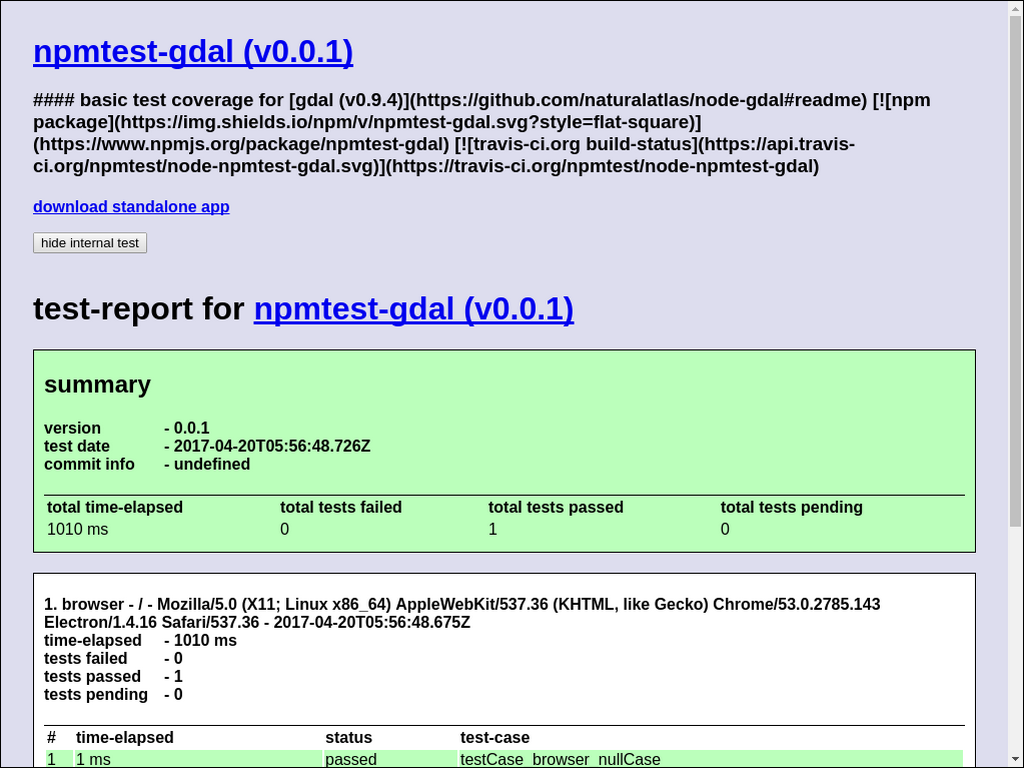 npmtest-gdal (v0.0.1)
#### basic test coverage for [gdal (v0.9.4)](https://github.com/naturalatlas/node-gdal#readme) [![npm
package](https://img.shields.io/npm/v/npmtest-gdal.svg?style=flat-square)]
(https://www.npmjs.org/package/npmtest-gdal) [![travis-ci.org build-status](https://api.travis-
ci.org/npmtest/node-npmtest-gdal.svg)](https://travis-ci.org/npmtest/node-npmtest-gdal)
download standalone app
hide internal test
test-report for npmtest-gdal (v0.0.1)
summary
version - 0.0.1
test date - 2017-04-20T05:56:48.726Z
commit info - undefined
total time-elapsed total tests failed total tests passed total tests pending
1010 ms 0 1 0
1. browser - / - Mozilla/5.0 (X11; Linux x86_64) AppleWebKit/537.36 (KHTML, like Gecko) Chrome/53.0.2785.143
Electron/1.4.16 Safari/537.36 - 2017-04-20T05:56:48.675Z
time-elapsed - 1010 ms
tests failed - 0
tests passed - 1
tests pending - 0
# time-elapsed status test-case
1 1 ms passed testCase_browser_nullCase